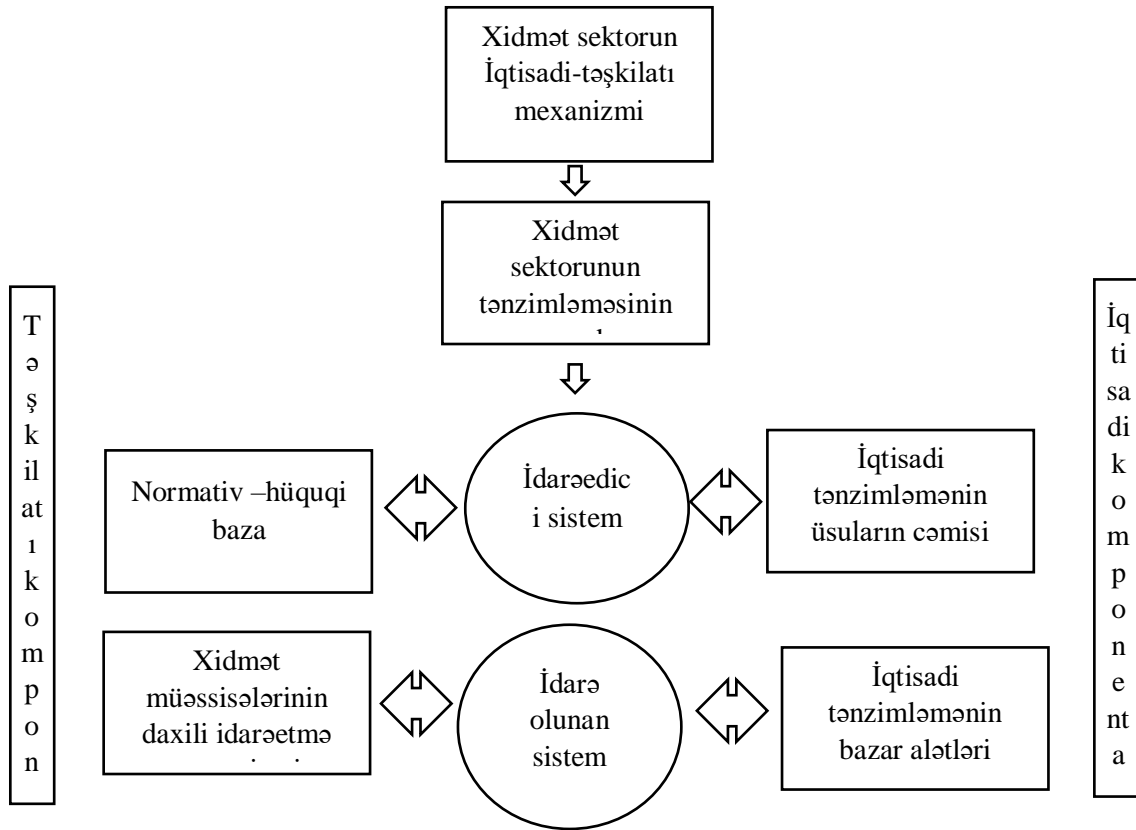 Xidmət sektorun
İqtisadi-təşkilatı
mexanizmi
Xidmət
sektorunun
tənzimləməsinin
T
ə
ş
k
il
at
ı
k
o
m
p
o
n
Normativ –hüquqi
baza
İdarəedic
i sistem
İqtisadi
tənzimləmənin
üsuların cəmisi
Xidmət
müəssisələrinin
daxili idarəetmə
İdarə
olunan
sistem
İqtisadi
tənzimləmənin
bazar alətləri
İq
ti
sa
di
k
o
m
p
o
n
e
nt
a